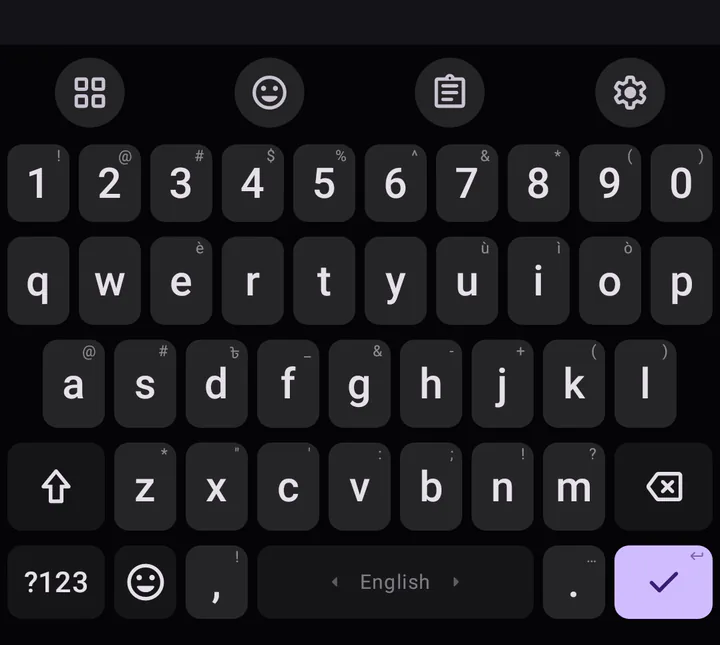 1 ! 2 @ 3 # 4 $ 5 % 6 ^ 7 & 8 * 9 ( 0 )
q w e è r t y u ù i ì o ò p
a @ s # d ъ f _ g & h - j + k ( l )
z * x " c ' v : b ; n ! m ?
?123 , ! English . …